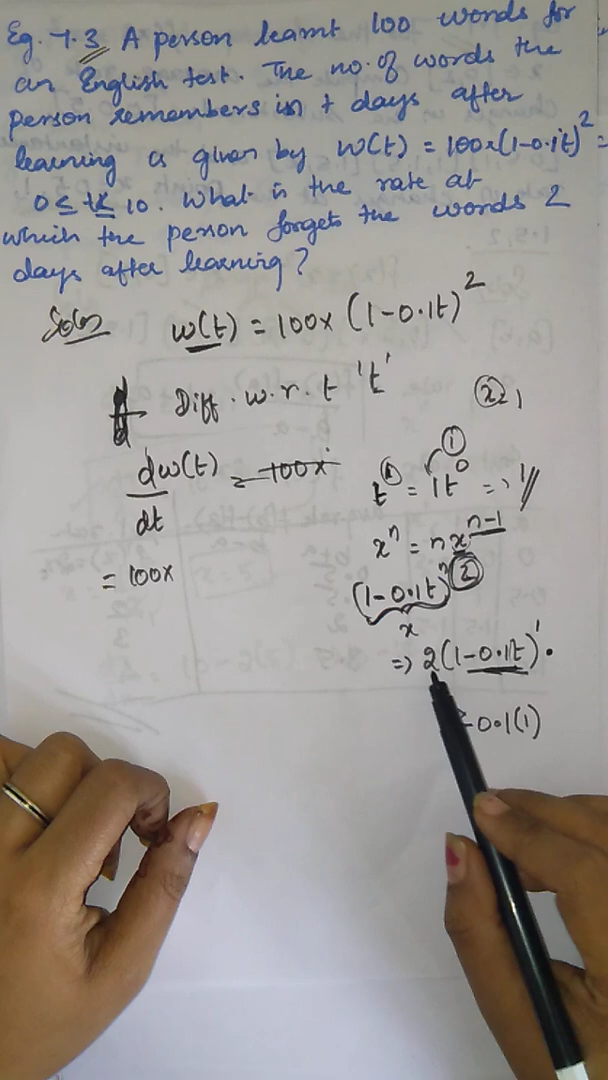 Eg. 7.3 A person learnt 100 words for
an English test. The no. of words the
person remembers in t days after
learning is given by W(t) = 100x(1-0.1t)² =
0 ≤ t ≤ 10. What is the rate at
which the person forgets the words 2
days after learning?
Soln
w(t) = 100x (1-0.1t)²
Diff. w. r. t 't'
dw(t) = 100x
dt
= 100x
t¹ = 1t⁰ => 1//
xⁿ = nxⁿ⁻¹
(1-0.1t)ⁿ②
x
=> 2(1-0.1t)¹.
-0.1(1)